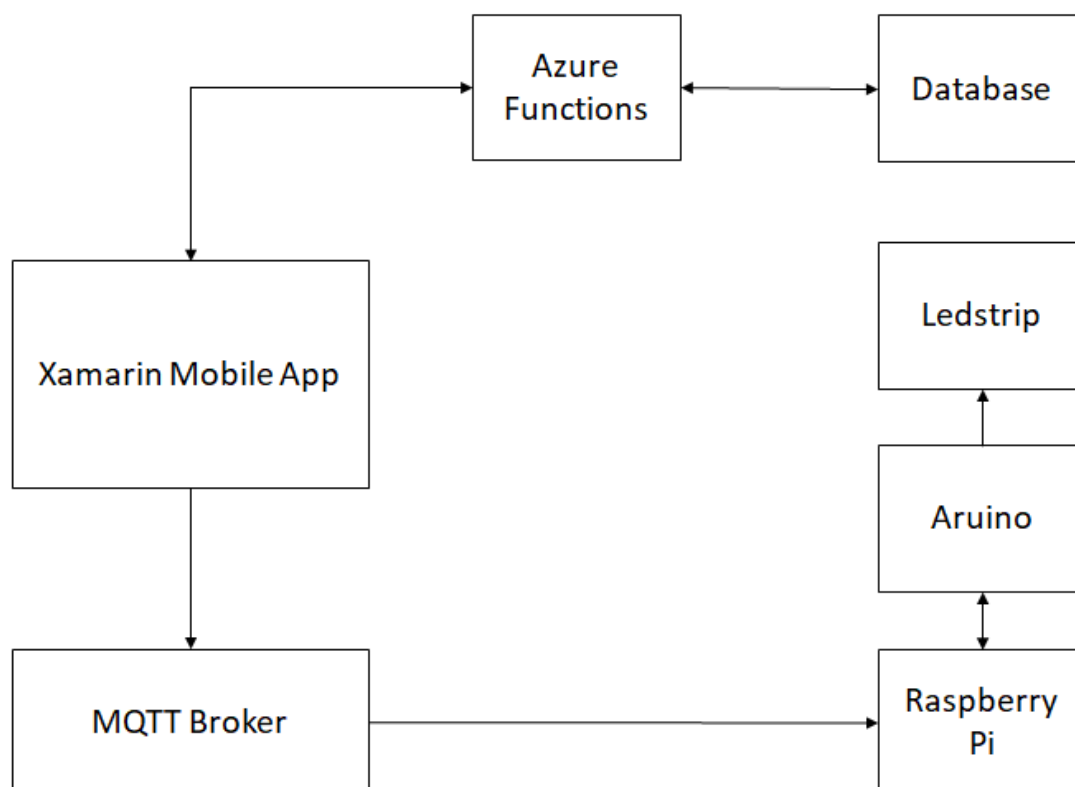 Azure
Functions
Database
Ledstrip
Xamarin Mobile App
Aruino
MQTT Broker
Raspberry
Pi